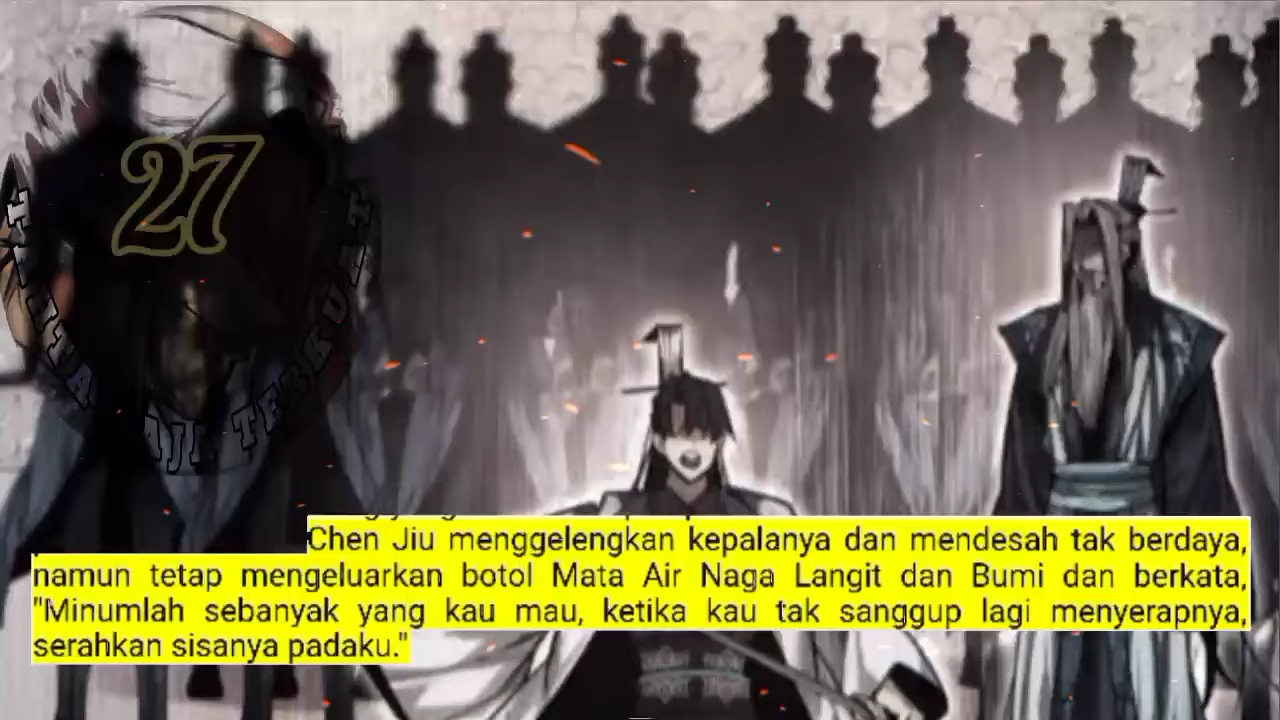 27
Chen Jiu menggelengkan kepalanya dan mendesah tak berdaya,
namun tetap mengeluarkan botol Mata Air Naga Langit dan Bumi dan berkata,
"Minumlah sebanyak yang kau mau, ketika kau tak sanggup lagi menyerapnya,
serahkan sisanya padaku."